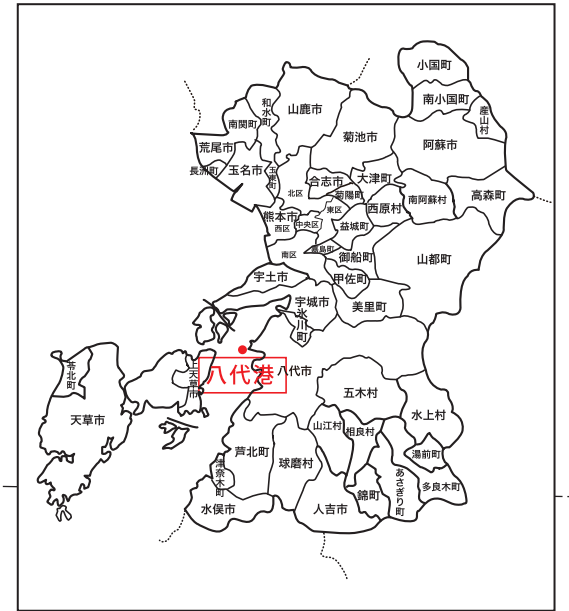 小国町
南小国町
産山村
和水町
山鹿市
南関町
菊池市
阿蘇市
荒尾市
長洲町
玉名市
玉東町
合志市
大津町
北区
菊陽町
高森町
南阿蘇村
西原村
東区
熊本市
中央区
西区
益城町
嘉島町
南区
御船町
山都町
甲佐町
宇土市
宇城市
美里町
氷川町
八代港
八代市
上天草市
苓北町
天草市
五木村
水上村
山江村
相良村
湯前町
芦北町
球磨村
津奈木町
あさぎり町
多良木町
錦町
水俣市
人吉市